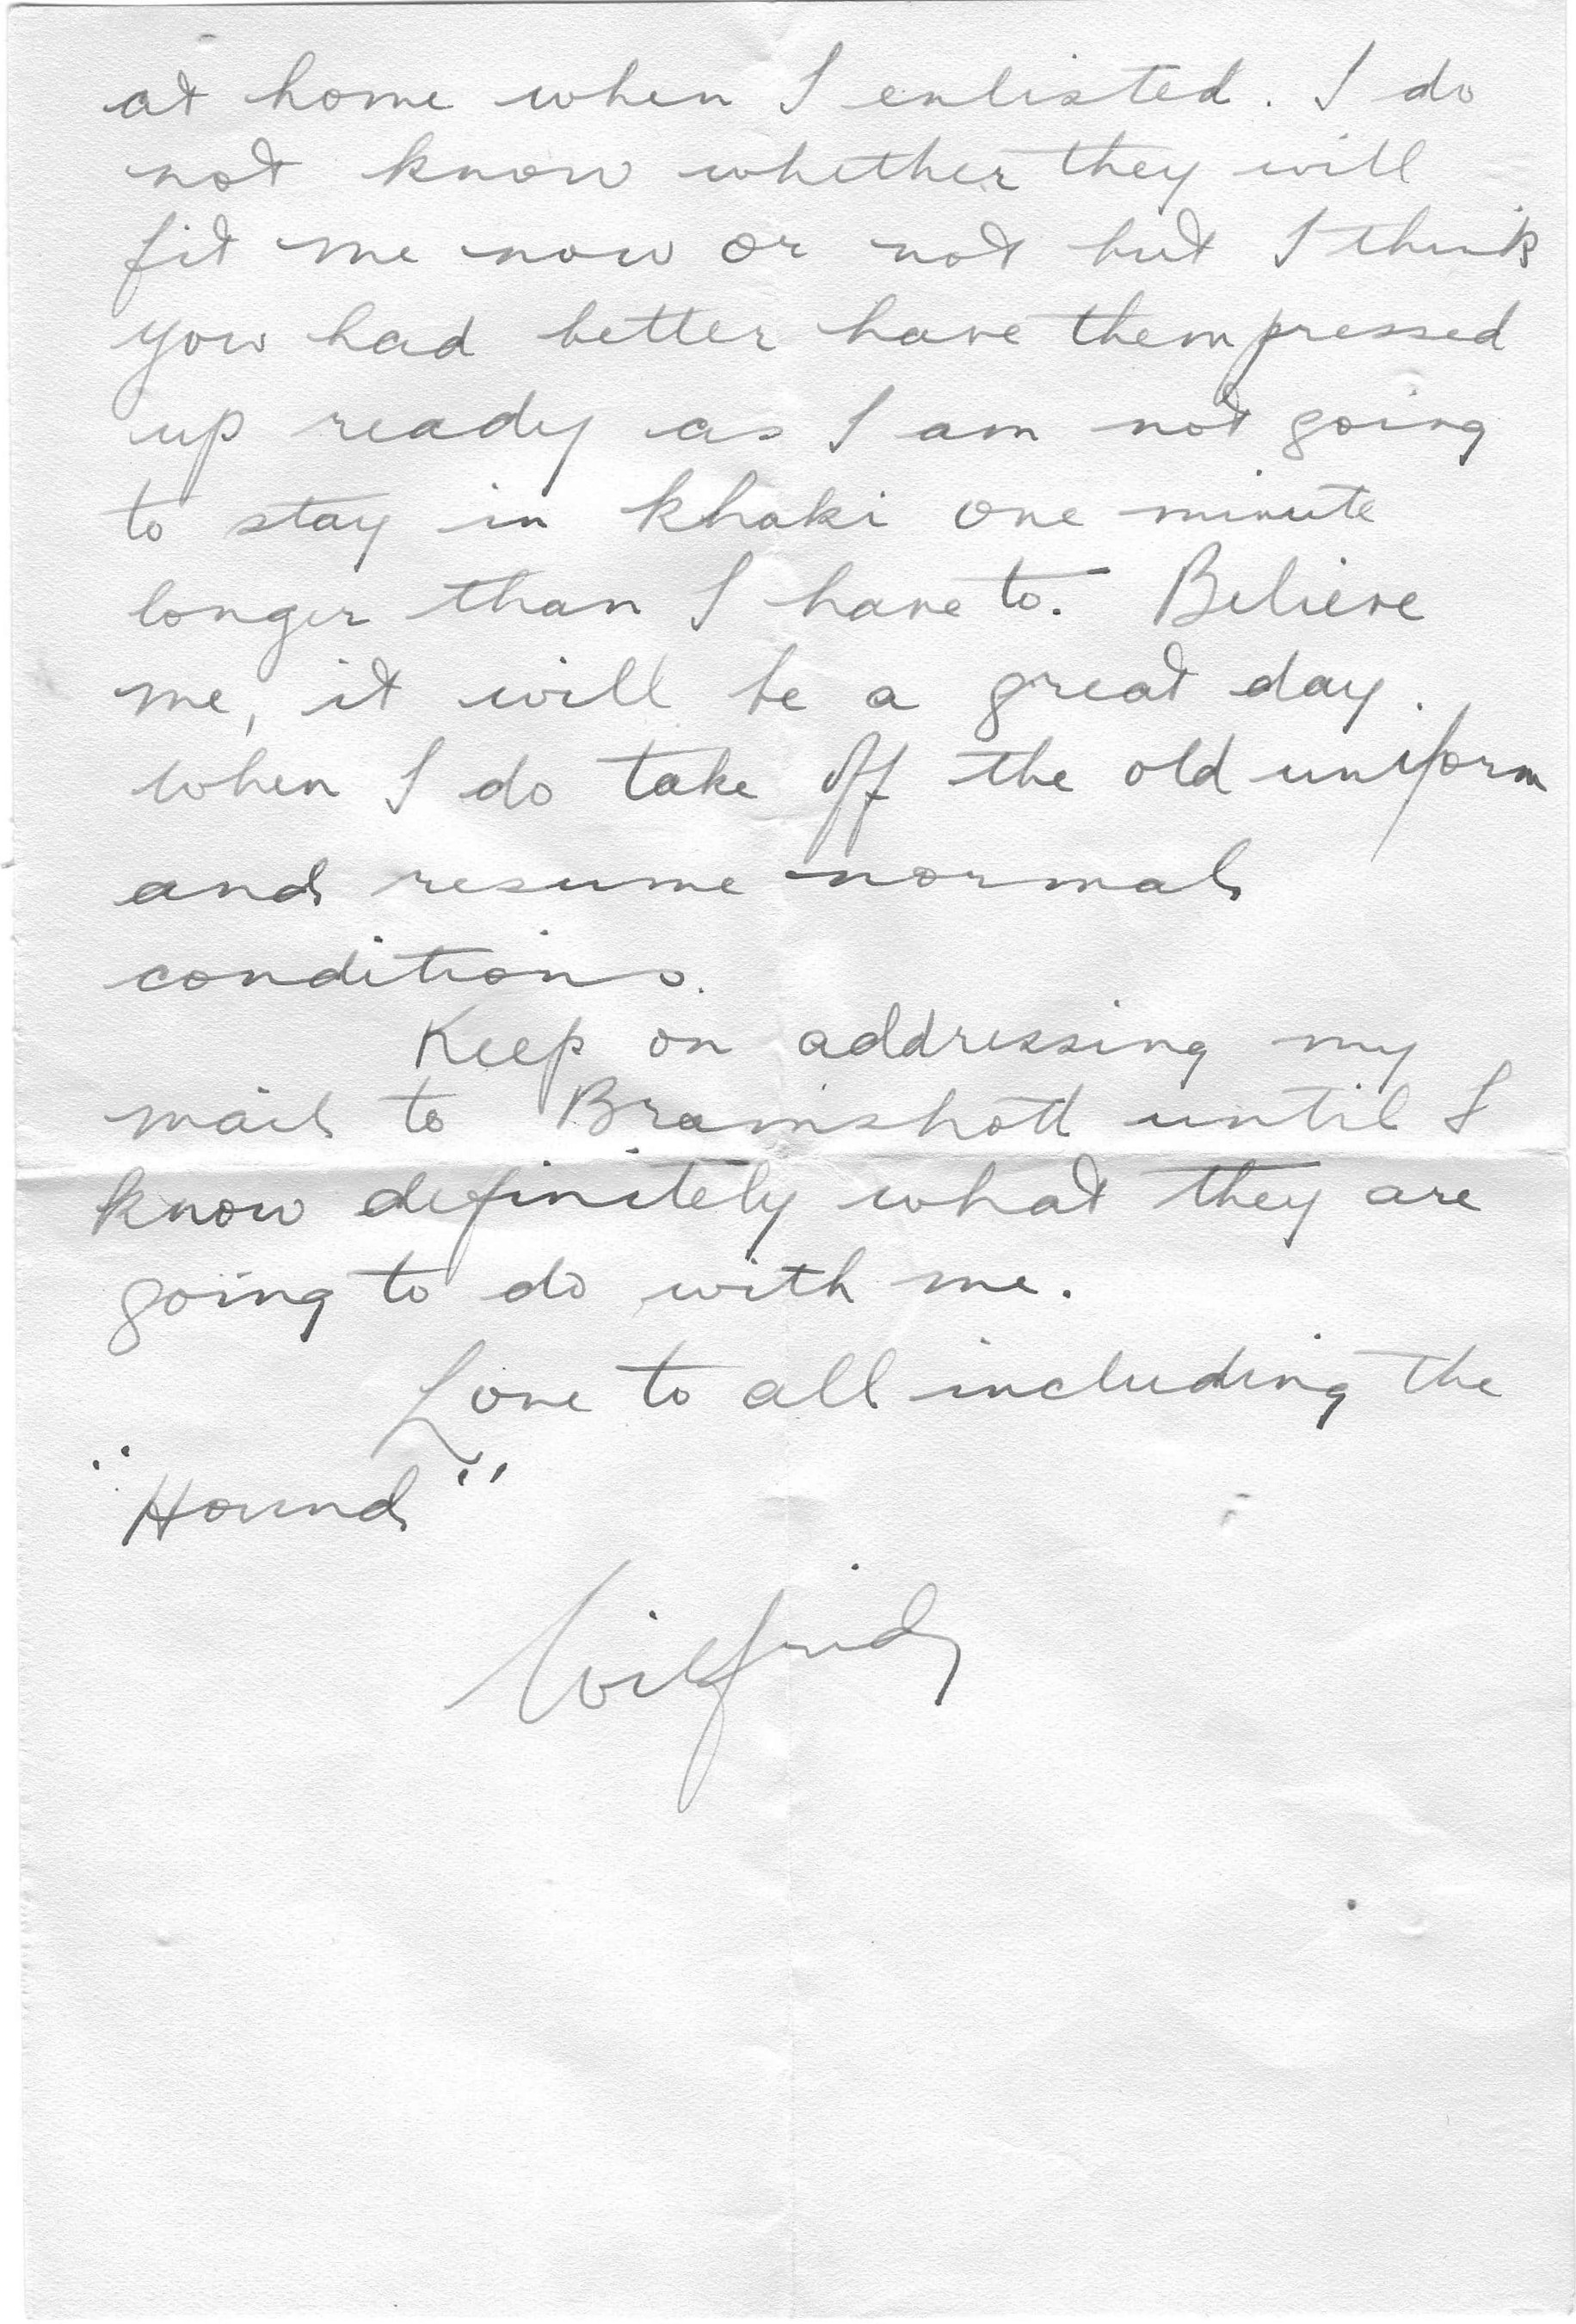 at home when I enlisted. I do
not know whether they will
fit me now or not but I think
you had better have them pressed
up ready as I am not going
to stay in khaki one minute
longer than I have to. Believe
me, it will be a great day.
when I do take off the old uniform
and resume normal
conditions.
Keep on addressing my
mail to Bramshott until I
know definitely what they are
going to do with me.
Love to all including the
"Hound"
Wilfrid